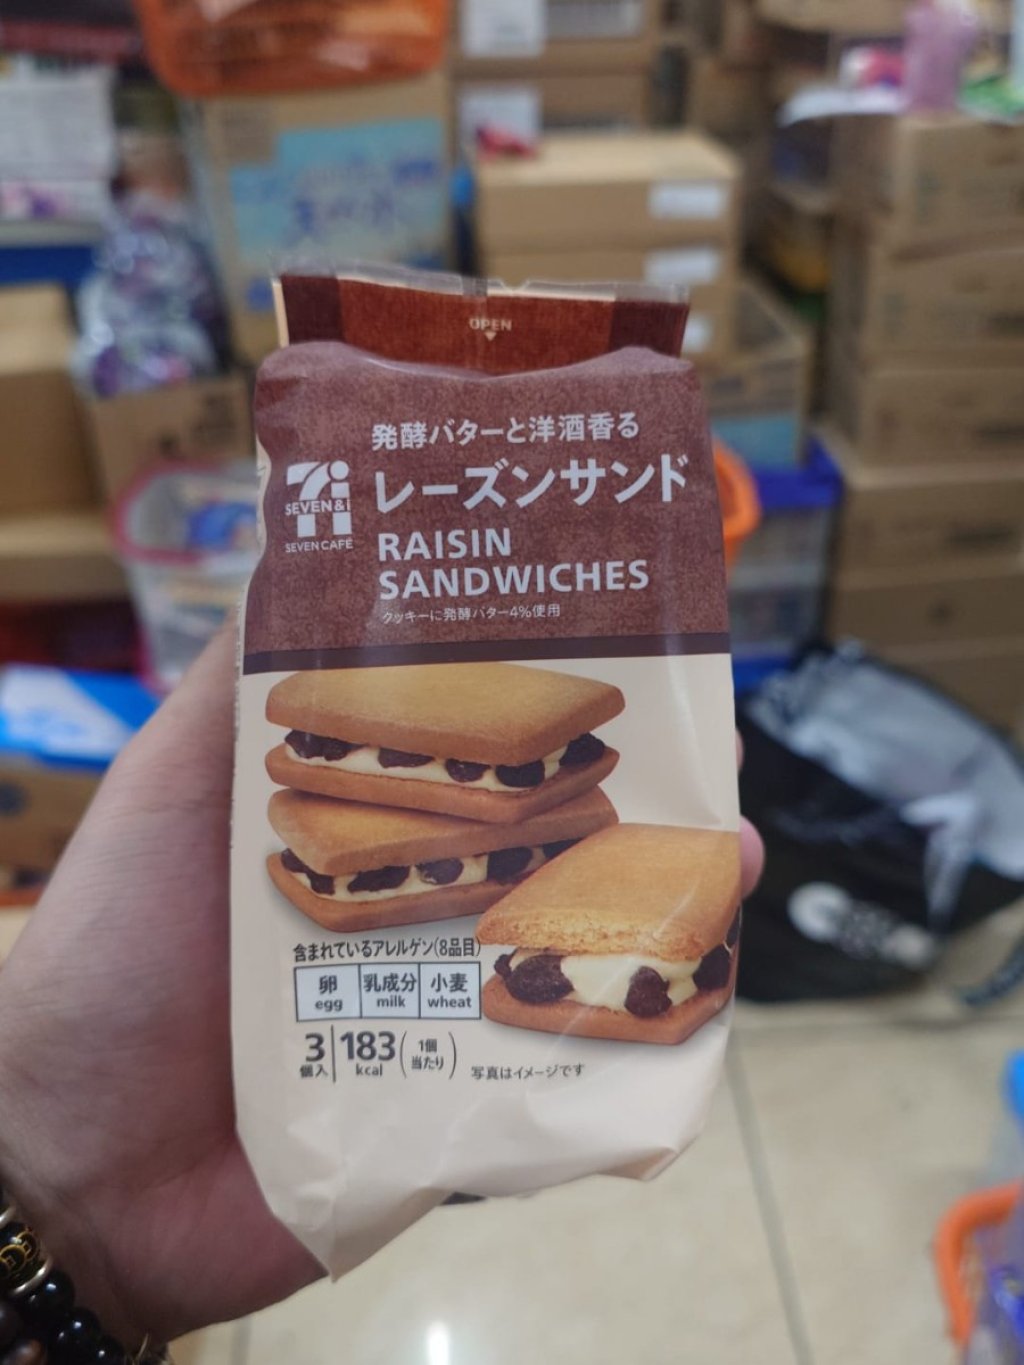 OPEN
発酵バターと洋酒香る
レーズンサンド
SEVEN&i
SEVEN CAFÉ
RAISIN
SANDWICHES
クッキーに発酵バター4%使用
含まれているアレルゲン(8品目)
卵 乳成分 小麦
egg milk wheat
3個入 183kcal (1個当たり)
写真はイメージです